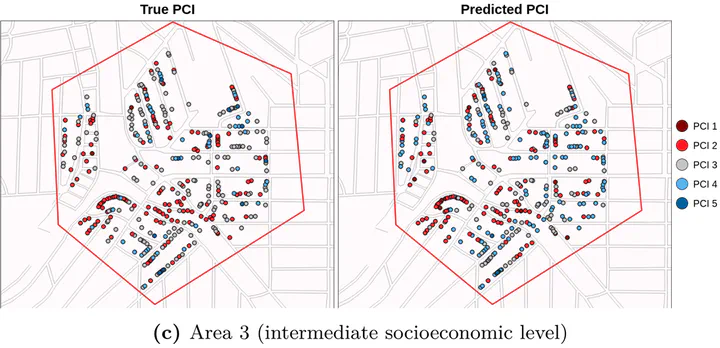 True PCI
Predicted PCI
PCI 1
PCI 2
PCI 3
PCI 4
PCI 5
(c) Area 3 (intermediate socioeconomic level)